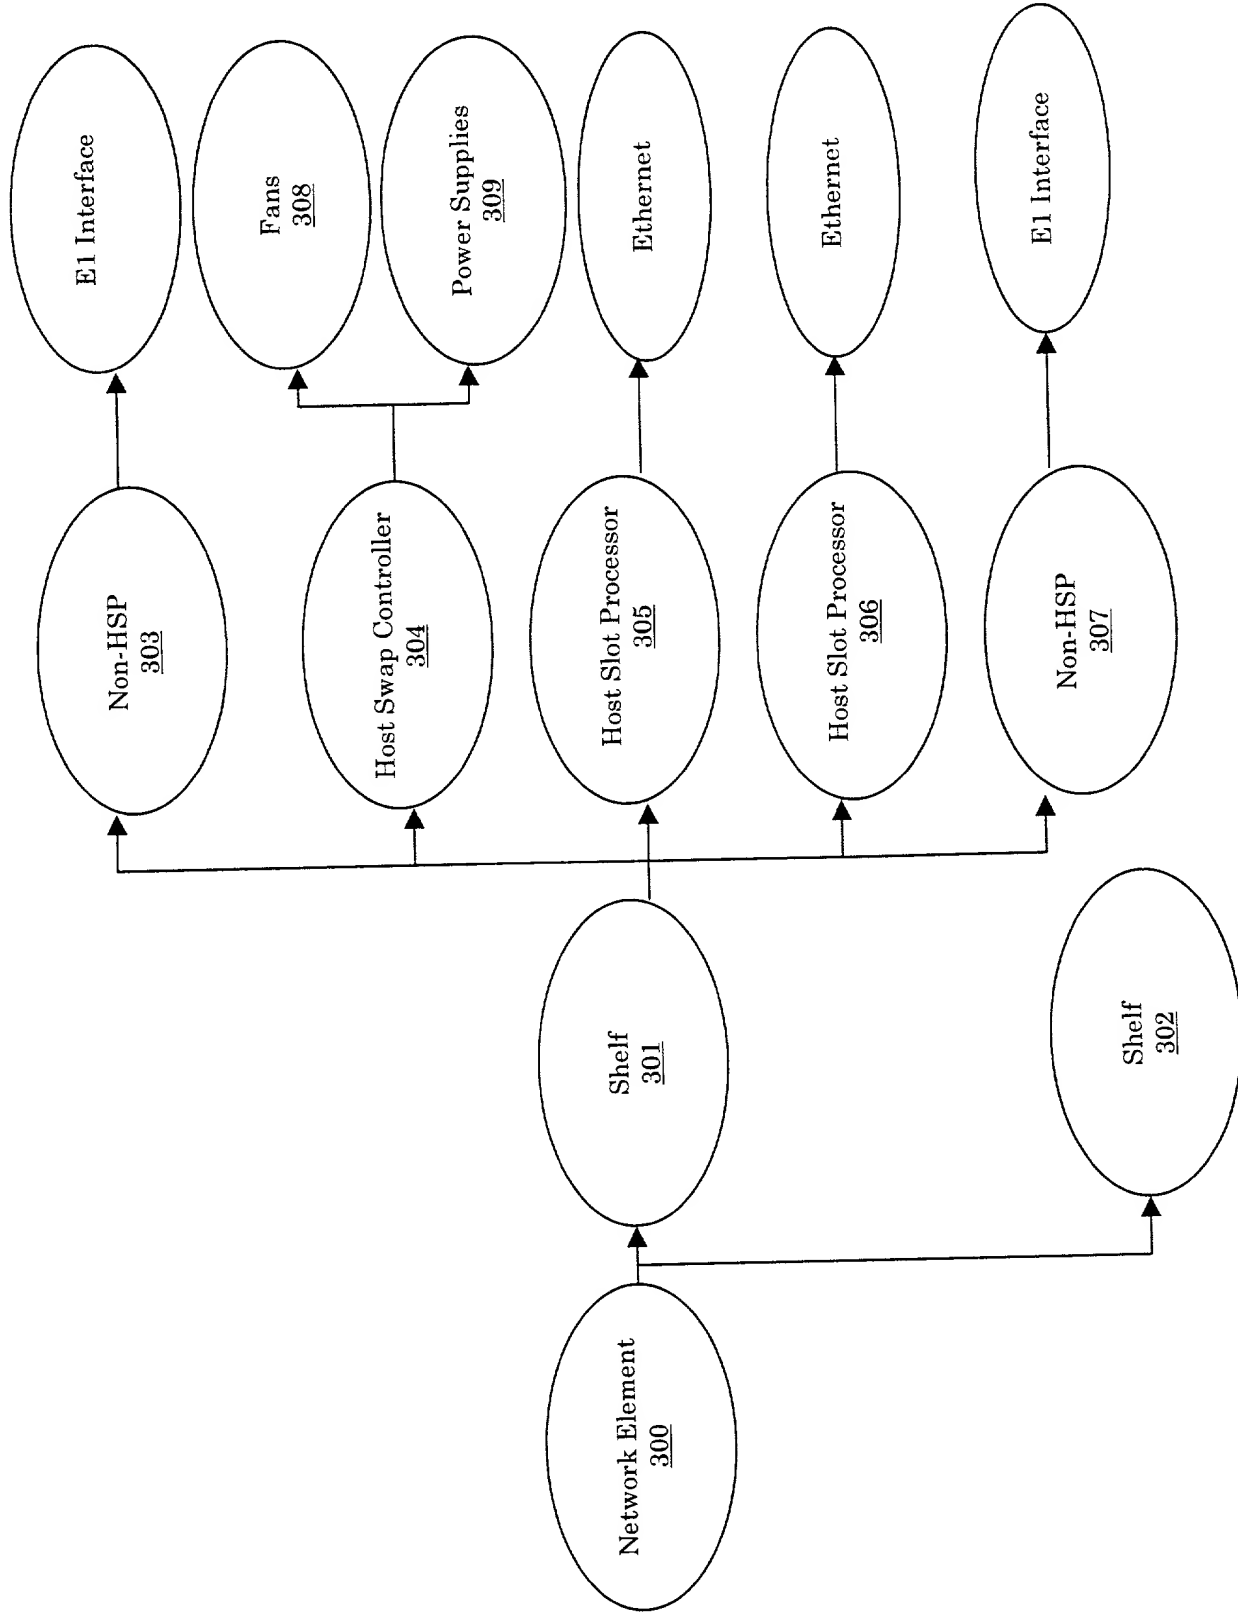 Network Element
300
Shelf
301
Shelf
302
Non-HSP
303
Host Swap Controller
304
Host Slot Processor
305
Host Slot Processor
306
Non-HSP
307
E1 Interface
Fans
308
Power Supplies
309
Ethernet
Ethernet
E1 Interface